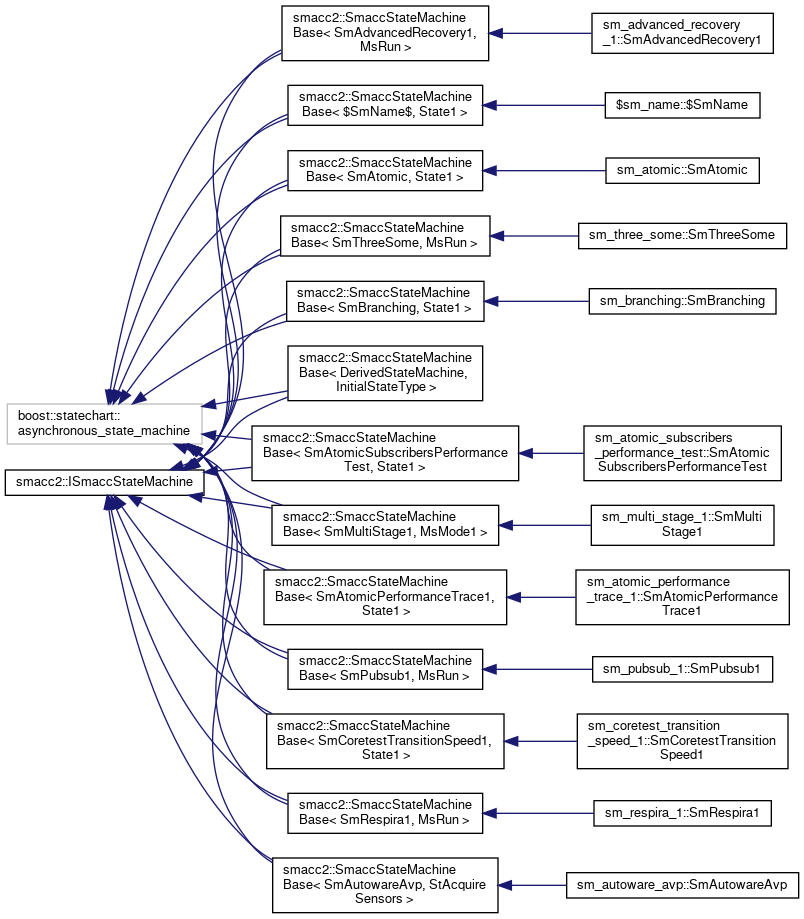 smacc2::SmaccStateMachine
Base< SmAdvancedRecovery1,
MsRun >
sm_advanced_recovery
_1::SmAdvancedRecovery1
smacc2::SmaccStateMachine
Base< $SmName$, State1 >
$sm_name::$SmName
smacc2::SmaccStateMachine
Base< SmAtomic, State1 >
sm_atomic::SmAtomic
smacc2::SmaccStateMachine
Base< SmThreeSome, MsRun >
sm_three_some::SmThreeSome
smacc2::SmaccStateMachine
Base< SmBranching, State1 >
sm_branching::SmBranching
smacc2::SmaccStateMachine
Base< DerivedStateMachine,
InitialStateType >
boost::statechart::
asynchronous_state_machine
smacc2::SmaccStateMachine
Base< SmAtomicSubscribersPerformance
Test, State1 >
sm_atomic_subscribers
_performance_test::SmAtomic
SubscribersPerformanceTest
smacc2::ISmaccStateMachine
smacc2::SmaccStateMachine
Base< SmMultiStage1, MsMode1 >
sm_multi_stage_1::SmMulti
Stage1
smacc2::SmaccStateMachine
Base< SmAtomicPerformanceTrace1,
State1 >
sm_atomic_performance
_trace_1::SmAtomicPerformance
Trace1
smacc2::SmaccStateMachine
Base< SmPubsub1, MsRun >
sm_pubsub_1::SmPubsub1
smacc2::SmaccStateMachine
Base< SmCoretestTransitionSpeed1,
State1 >
sm_coretest_transition
_speed_1::SmCoretestTransition
Speed1
smacc2::SmaccStateMachine
Base< SmRespira1, MsRun >
sm_respira_1::SmRespira1
smacc2::SmaccStateMachine
Base< SmAutowareAvp, StAcquire
Sensors >
sm_autoware_avp::SmAutowareAvp